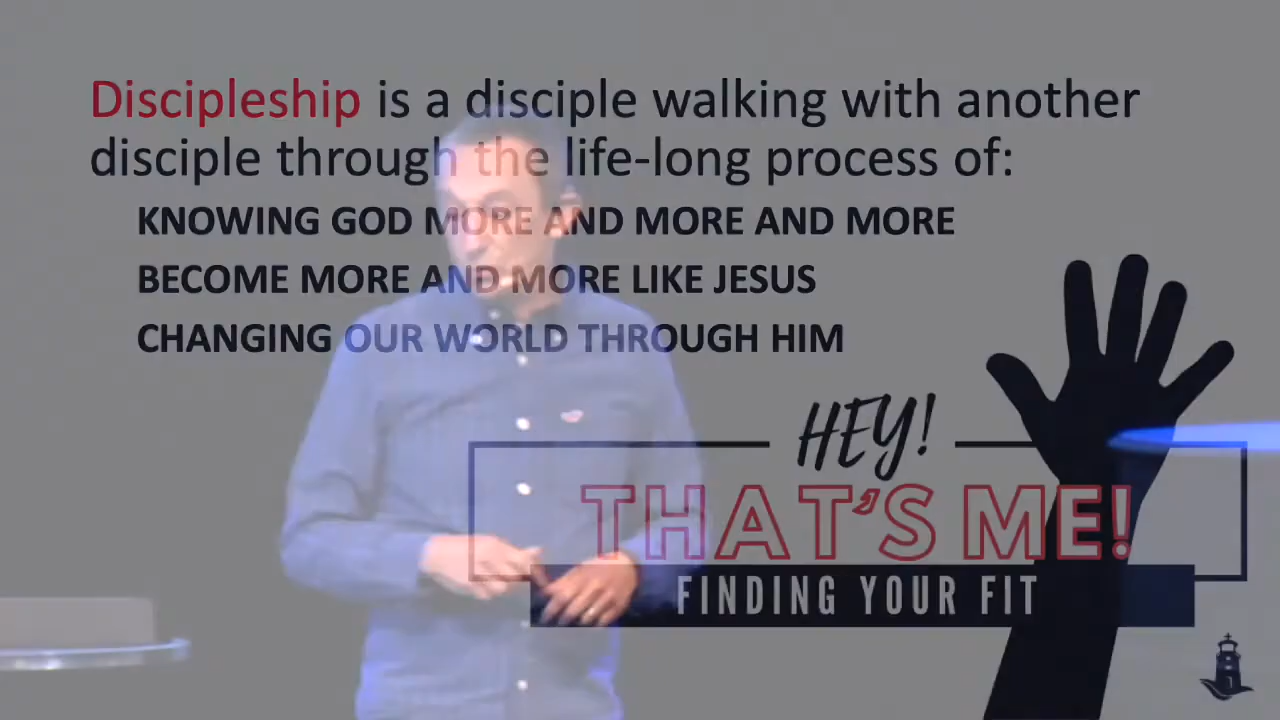 Discipleship is a disciple walking with another
disciple through the life-long process of:
KNOWING GOD MORE AND MORE AND MORE
BECOME MORE AND MORE LIKE JESUS
CHANGING OUR WORLD THROUGH HIM
HEY!
THAT'S ME!
FINDING YOUR FIT